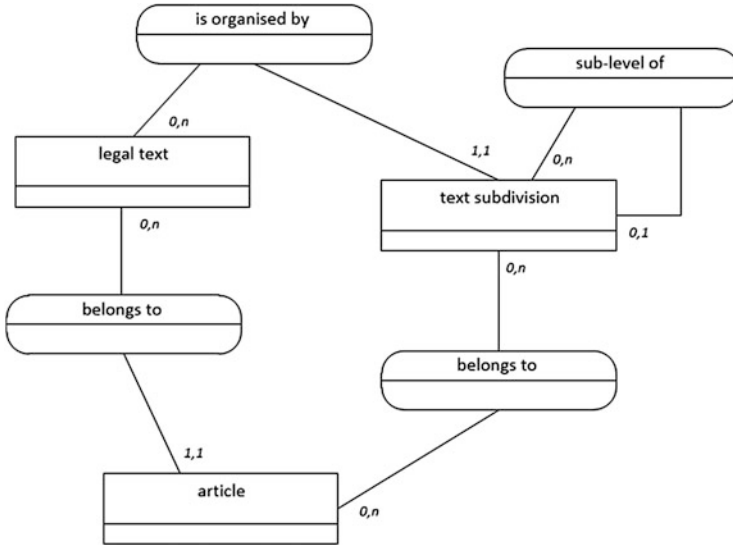 is organised by
sub-level of
0,n
legal text
1,1
0,n
text subdivision
0,n
0,1
0,n
belongs to
belongs to
1,1
article
0,n